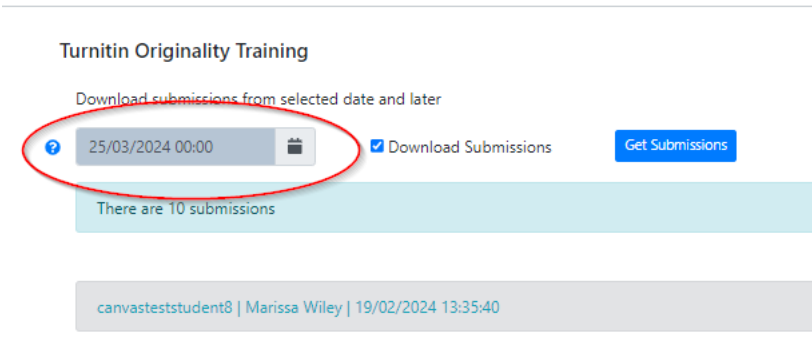 Turnitin Originality Training
Download submissions from selected date and later
25/03/2024 00:00 Download Submissions Get Submissions
There are 10 submissions
canvasteststudent8 | Marissa Wiley | 19/02/2024 13:35:40